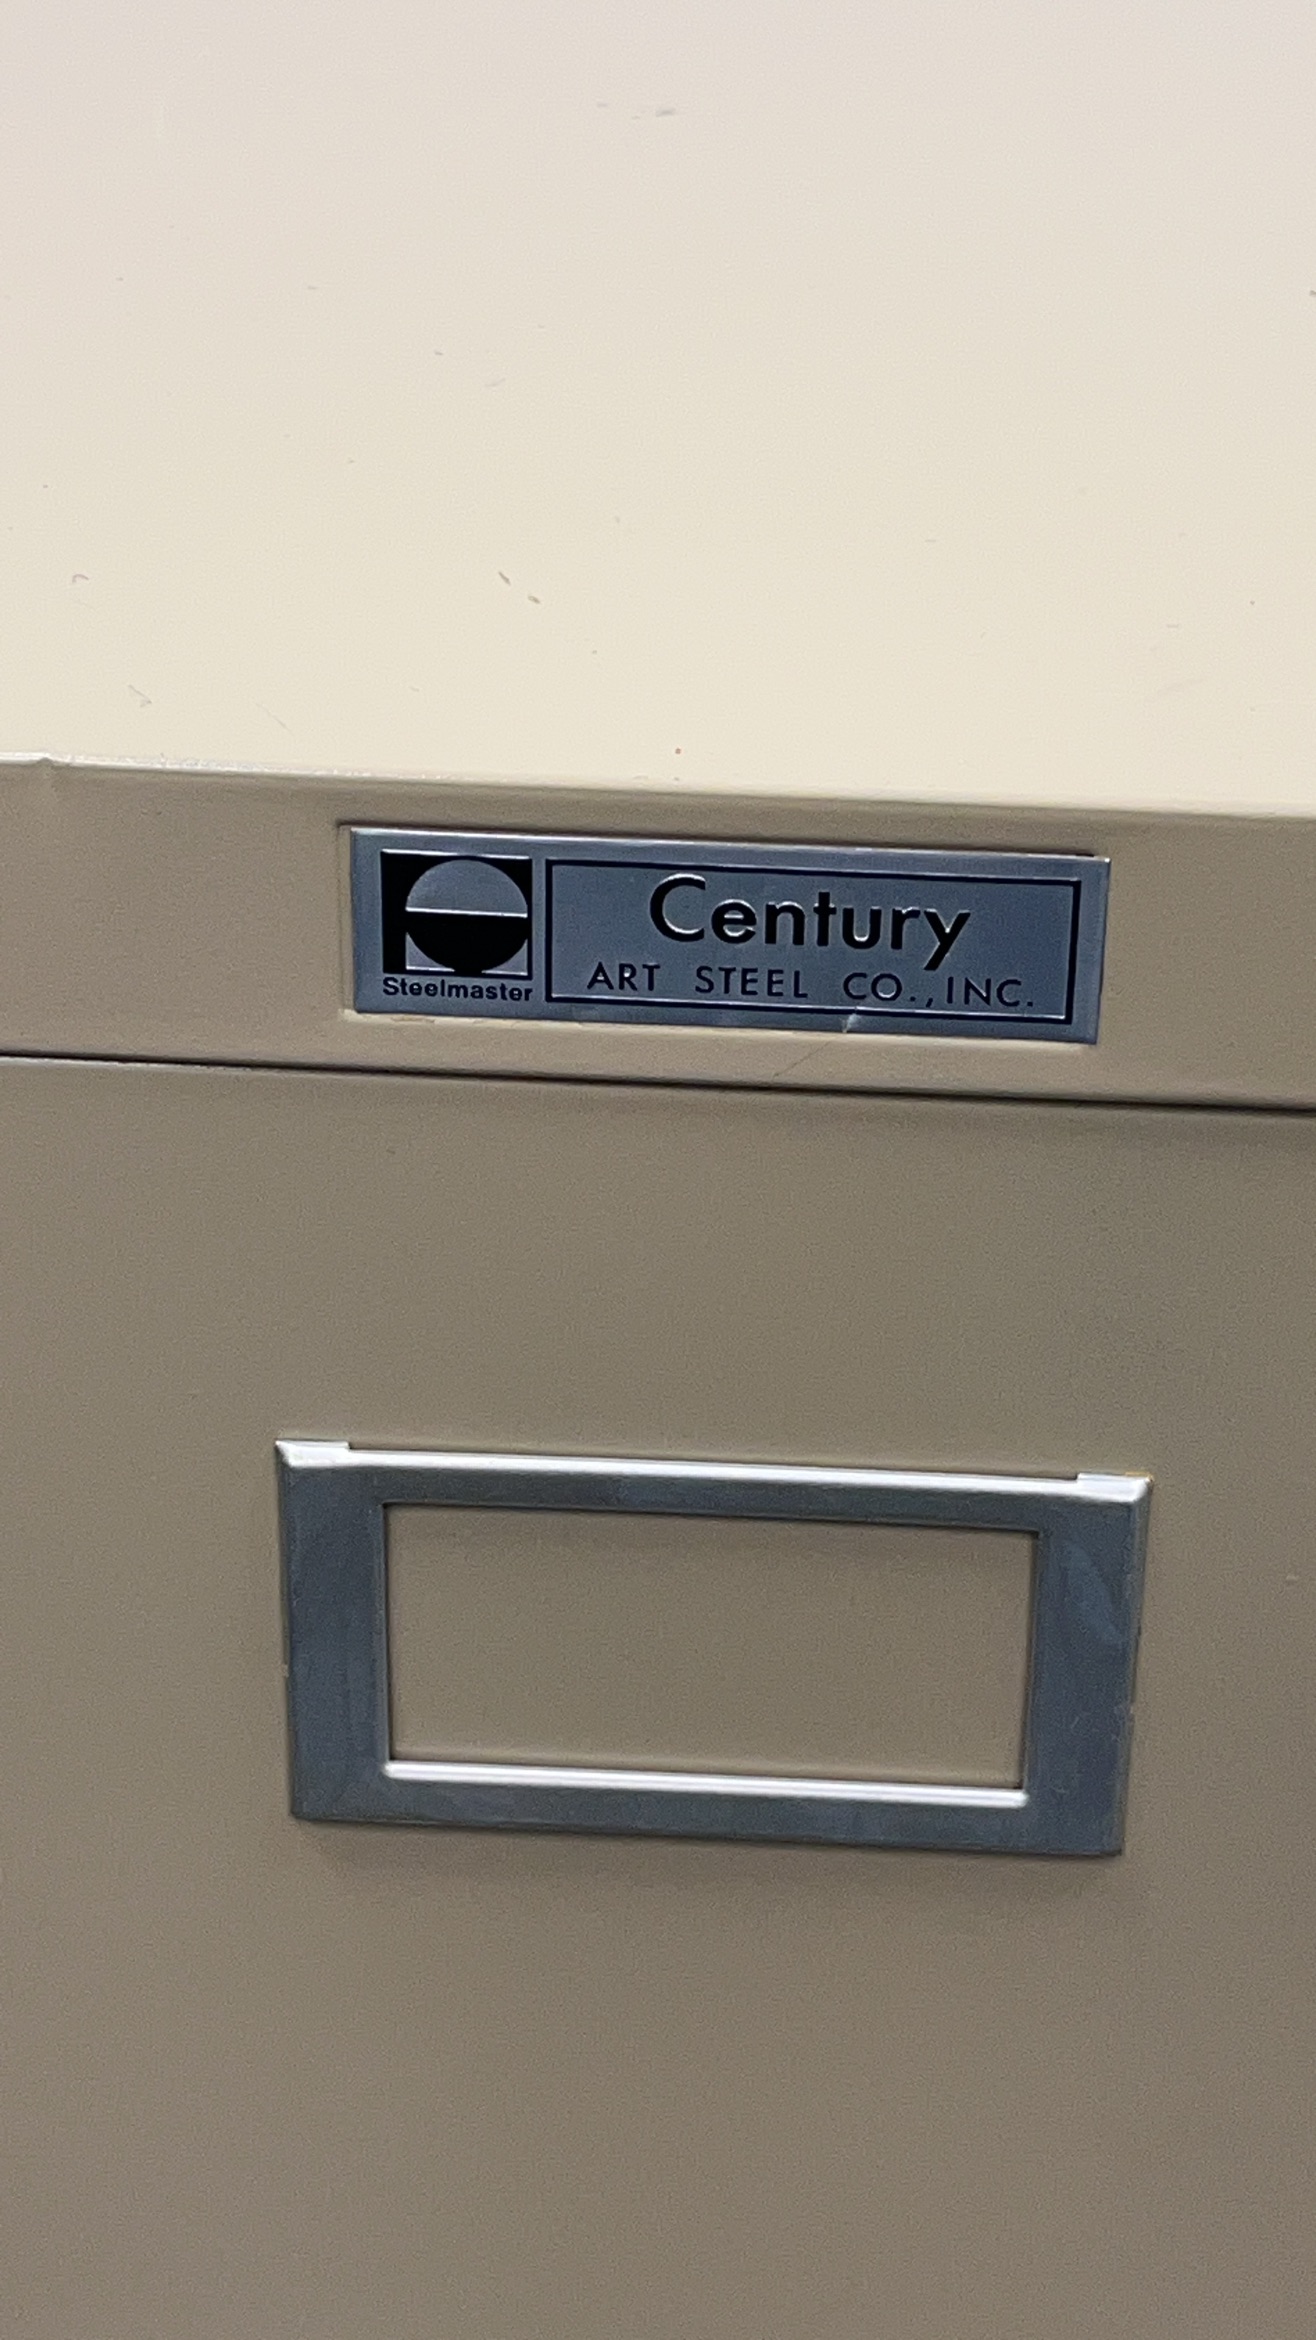 Century
ART STEEL CO., INC.
Steelmaster